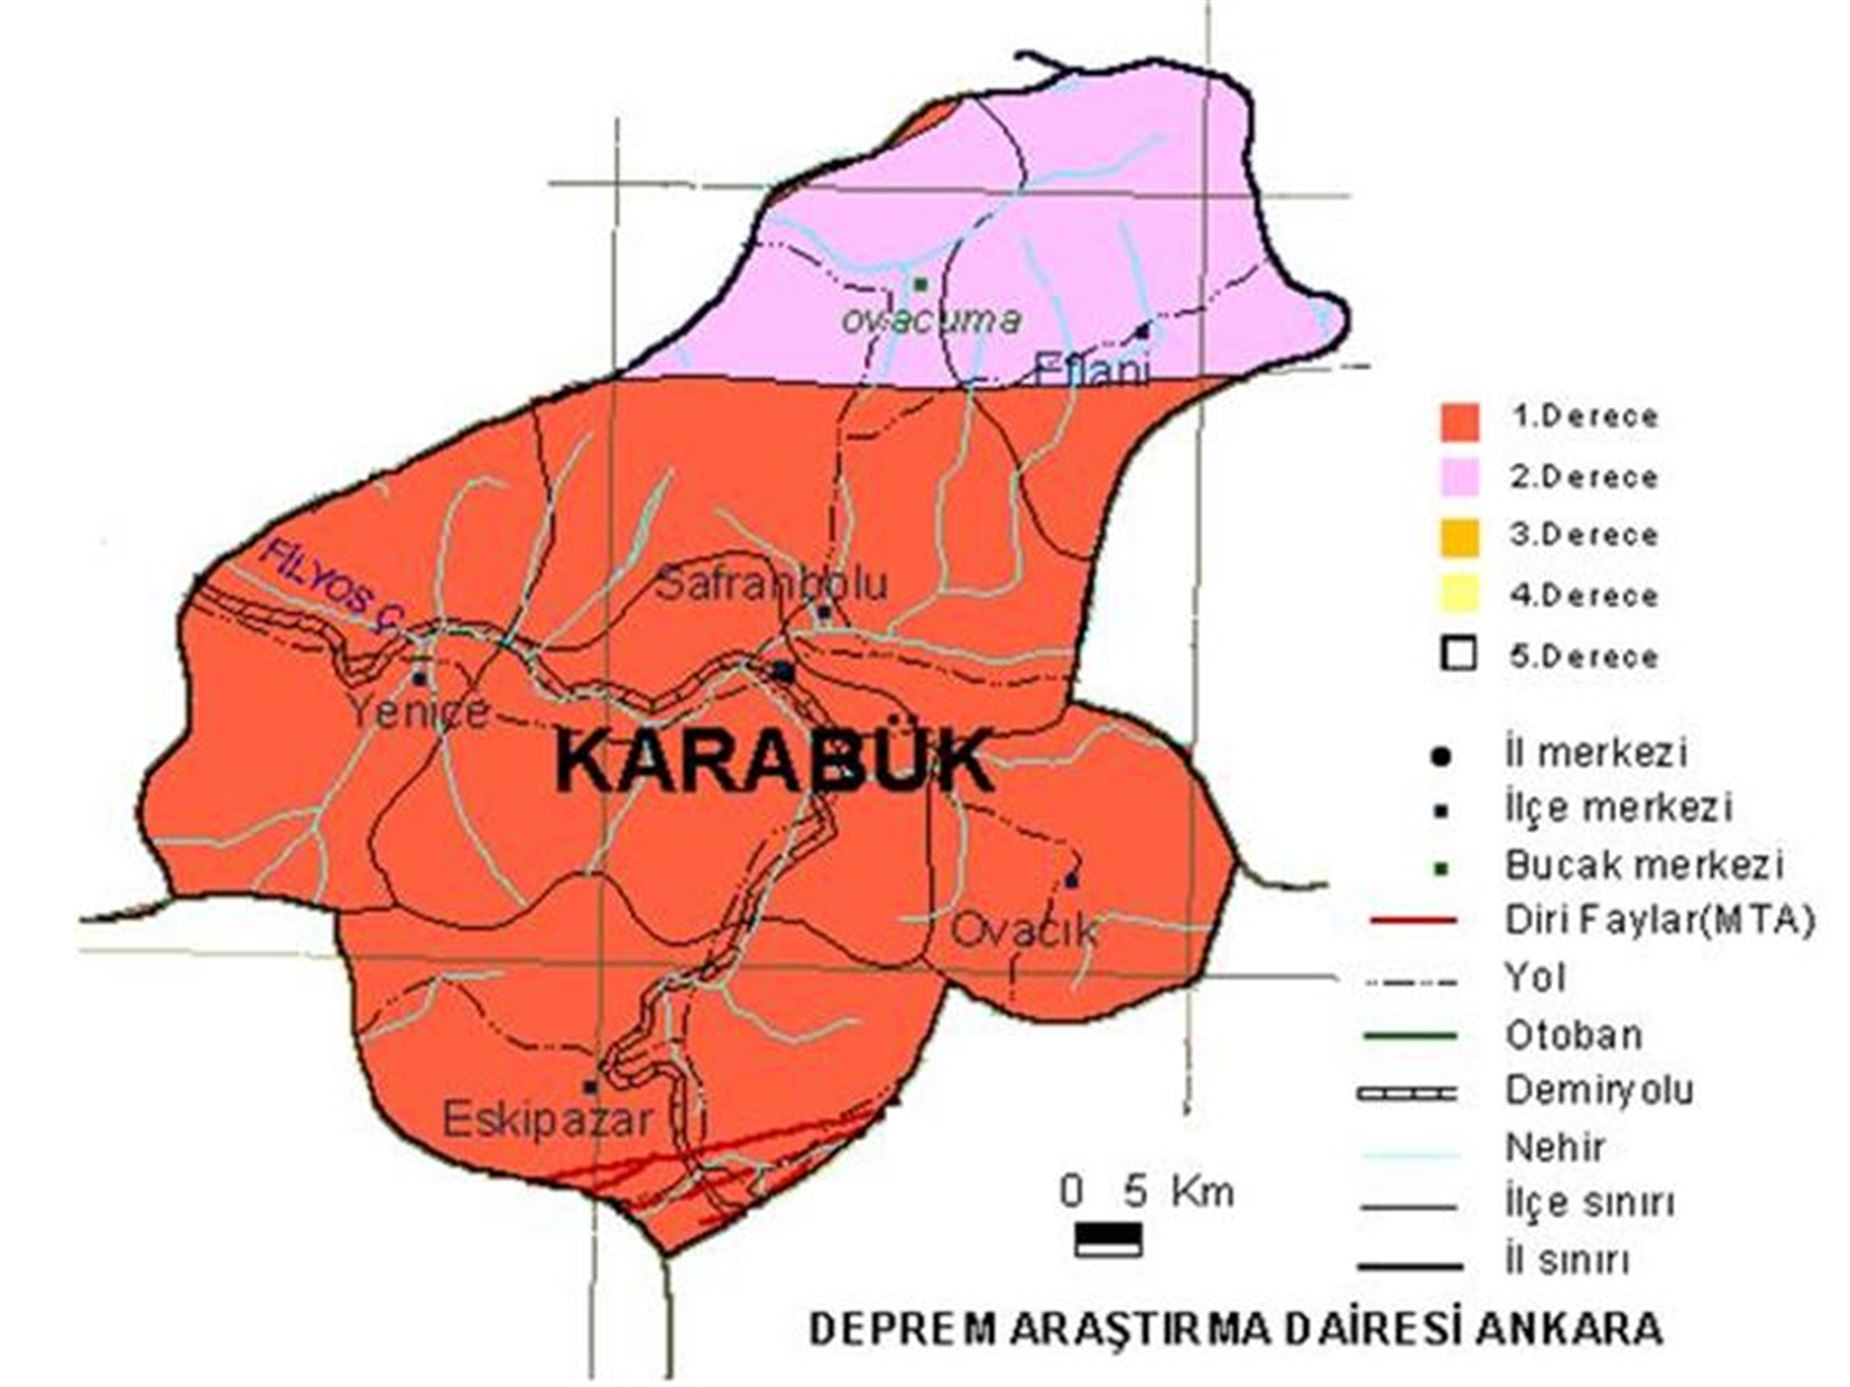 ovacuma
Eflani
FİLYOS Ç.
Safranbolu
Yenice
KARABÜK
Ovacık
Eskipazar
1.Derece
2.Derece
3.Derece
4.Derece
5.Derece
İl merkezi
İlçe merkezi
Bucak merkezi
Diri Faylar(MTA)
Yol
Otoban
Demiryolu
Nehir
İlçe sınırı
İl sınırı
0 5 Km
DEPREM ARAŞTIRMA DAİRESİ ANKARA